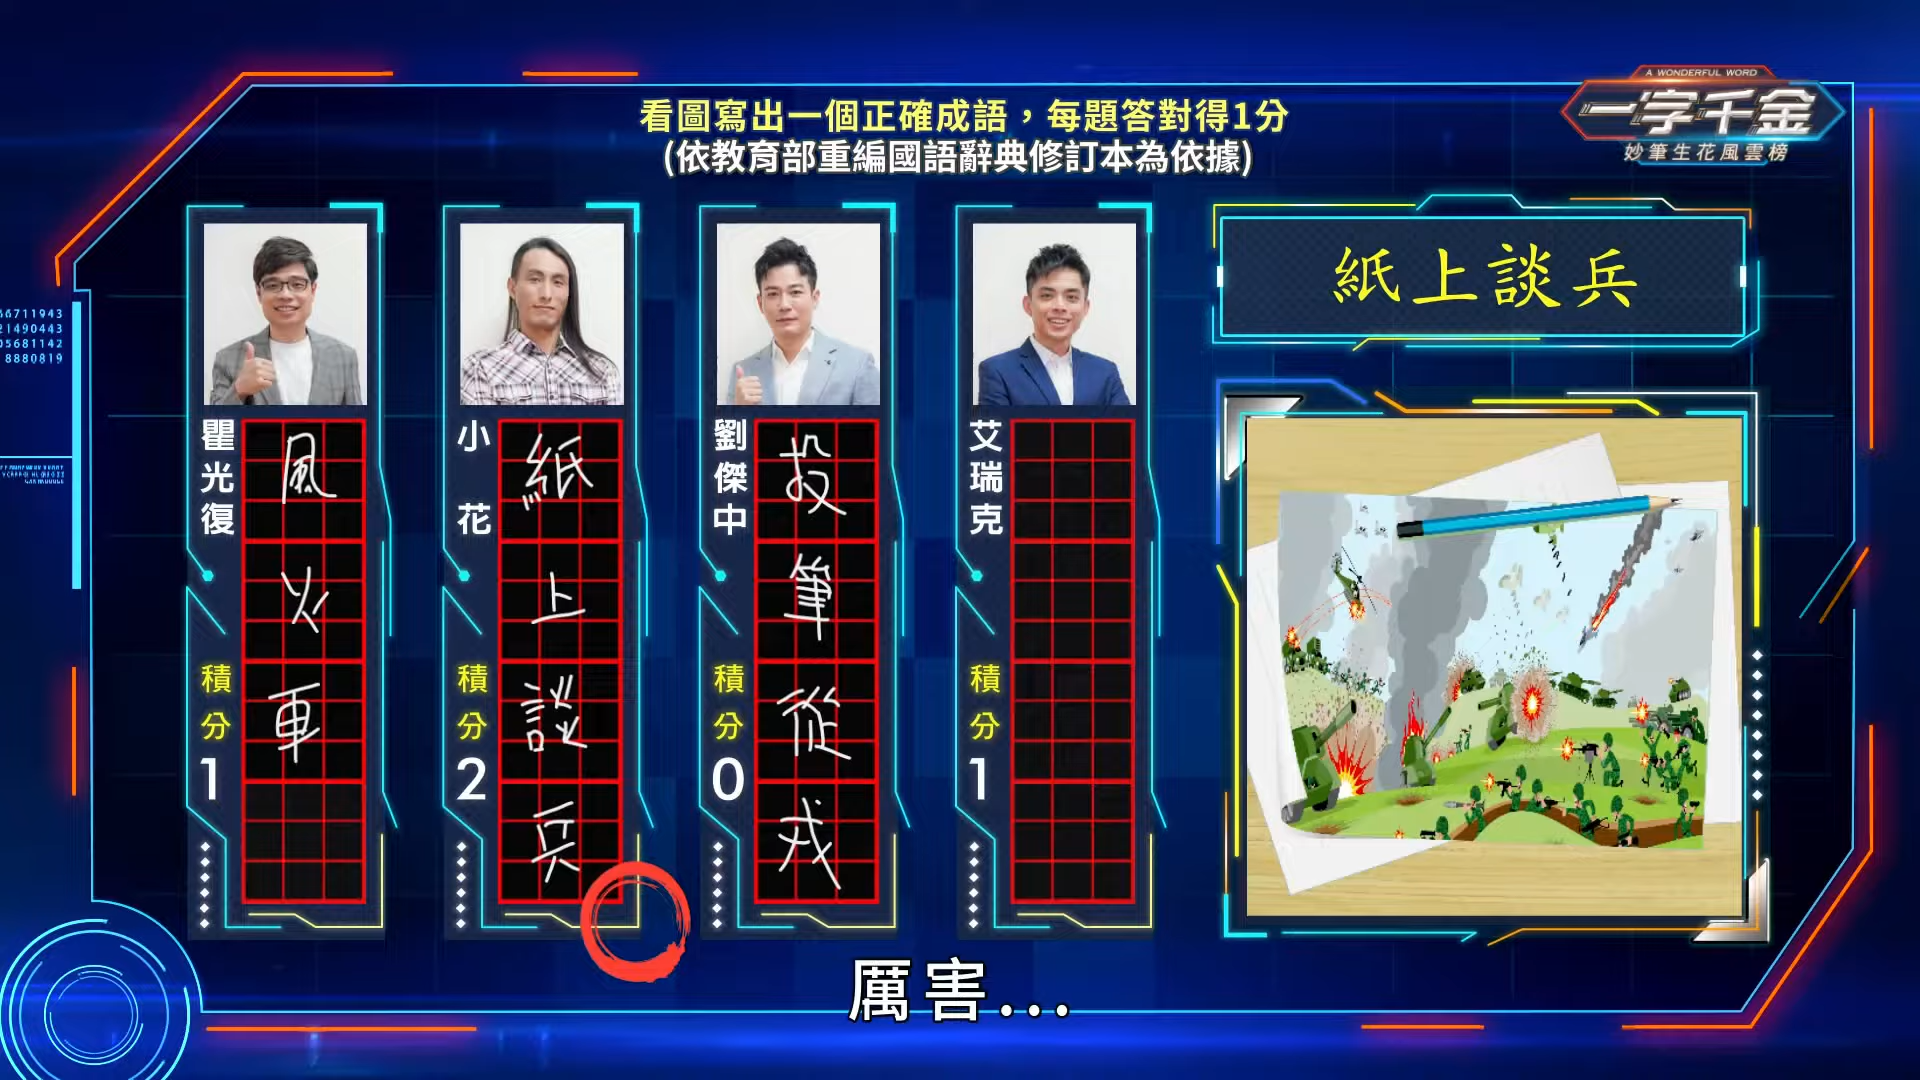 看圖寫出一個正確成語，每題答對得1分
(依教育部重編國語辭典修訂本為依據)
A WONDERFUL WORD
一字千金
妙筆生花風雲榜
紙上談兵
瞿光復
風火車
積分
1
小花
紙上談兵
積分
2
劉傑中
投筆從戎
積分
0
艾瑞克
積分
1
66711943
21490443
05681142
8880819
厲害...